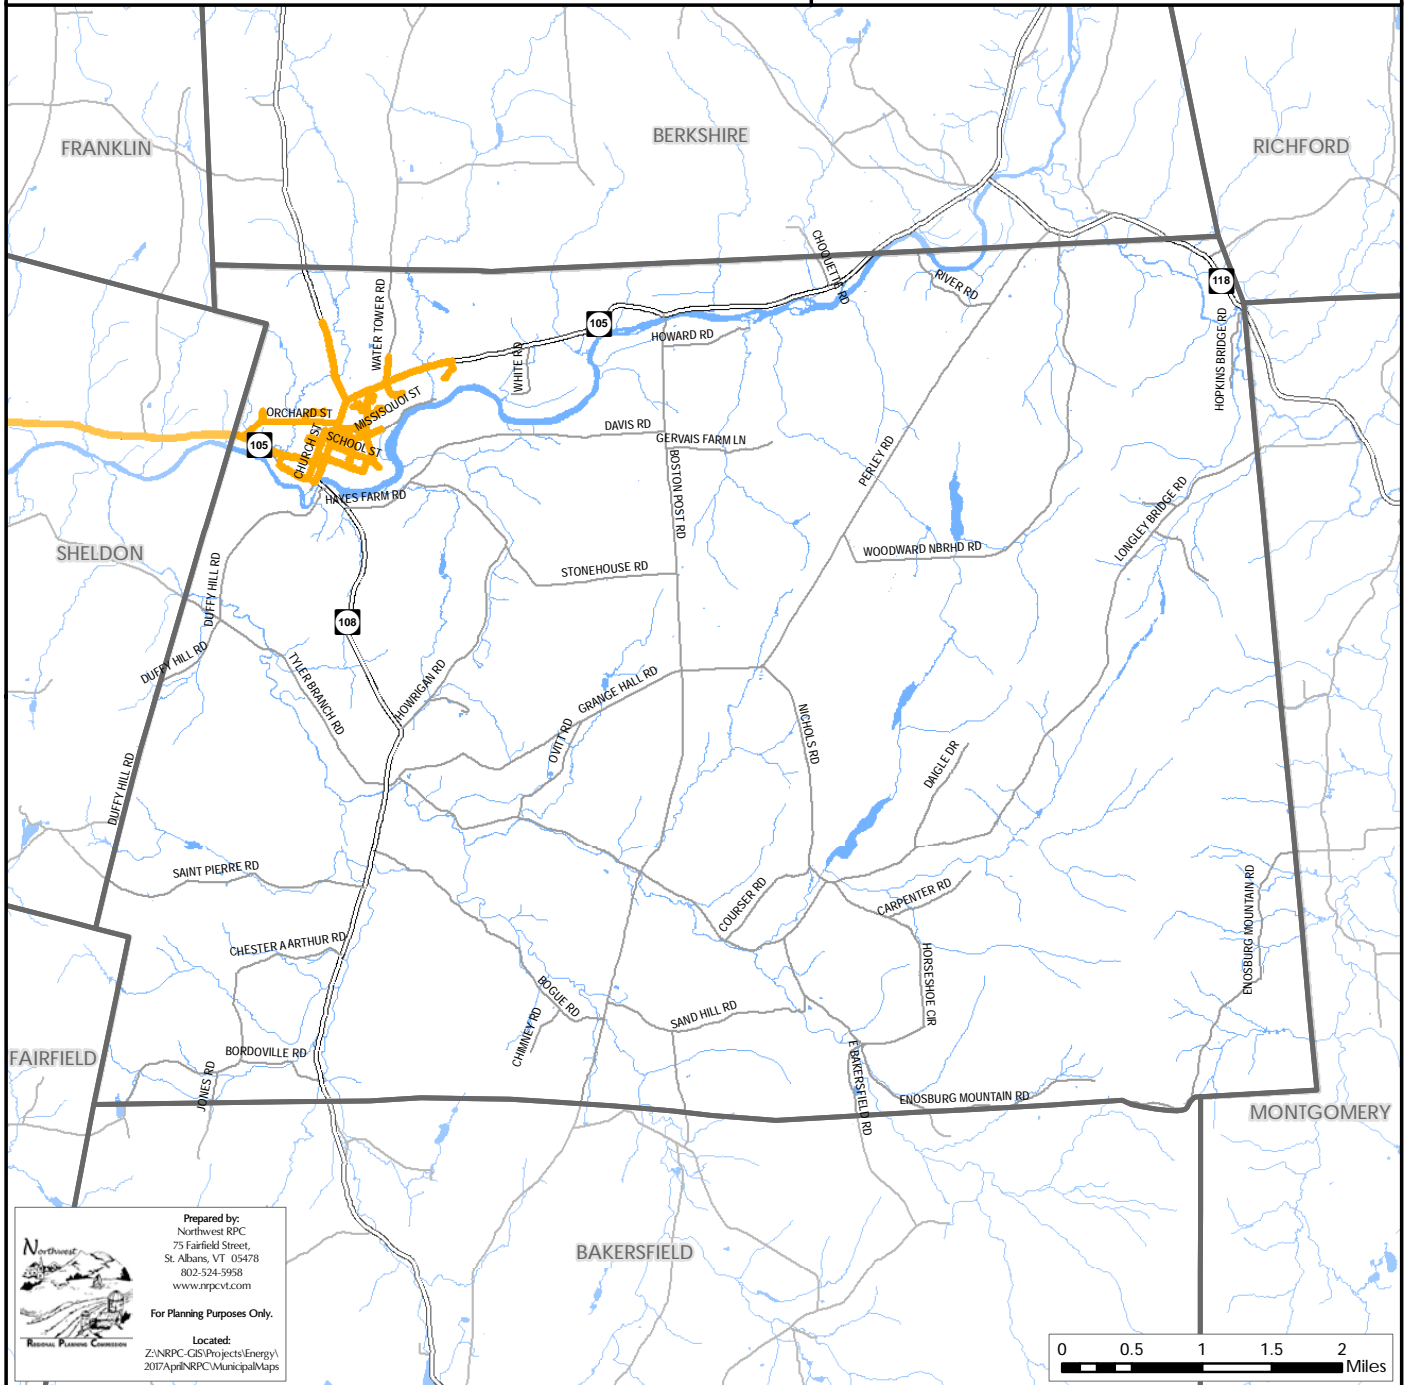 BERKSHIRE
FRANKLIN
RICHFORD
CHOQUETTE RD
RIVER RD
118
WATER TOWER RD
105
HOWARD RD
HOPKINS BRIDGE RD
WHITE RD
ORCHARD ST
MISSISQUOI ST
DAVIS RD
GERVAIS FARM LN
105
CHURCH ST
SCHOOL ST
PERLEY RD
HAYES FARM RD
BOSTON POST RD
LONGLEY BRIDGE RD
SHELDON
WOODWARD NBRHD RD
STONEHOUSE RD
DUFFY HILL RD
108
DUFFY HILL RD
TYLER BRANCH RD
HOWRIGAN RD
GRANGE HALL RD
OVITT RD
NICHOLS RD
DAIGLE DR
DUFFY HILL RD
SAINT PIERRE RD
COURSER RD
CARPENTER RD
ENOSBURG MOUNTAIN RD
CHESTER A ARTHUR RD
HORSESHOE CIR
BOGUE RD
SAND HILL RD
CHIMNEY RD
FAIRFIELD
BORDOVILLE RD
JONES RD
E BAKERSFIELD RD
ENOSBURG MOUNTAIN RD
MONTGOMERY
BAKERSFIELD
Northwest
REGIONAL PLANNING COMMISSION
Prepared by:
Northwest RPC
75 Fairfield Street,
St. Albans, VT 05478
802-524-5958
www.nrpcvt.com
For Planning Purposes Only.
Located:
Z:\NRPC-GIS\Projects\Energy\
2017AprilNRPC\MunicipalMaps
0 0.5 1 1.5 2
Miles